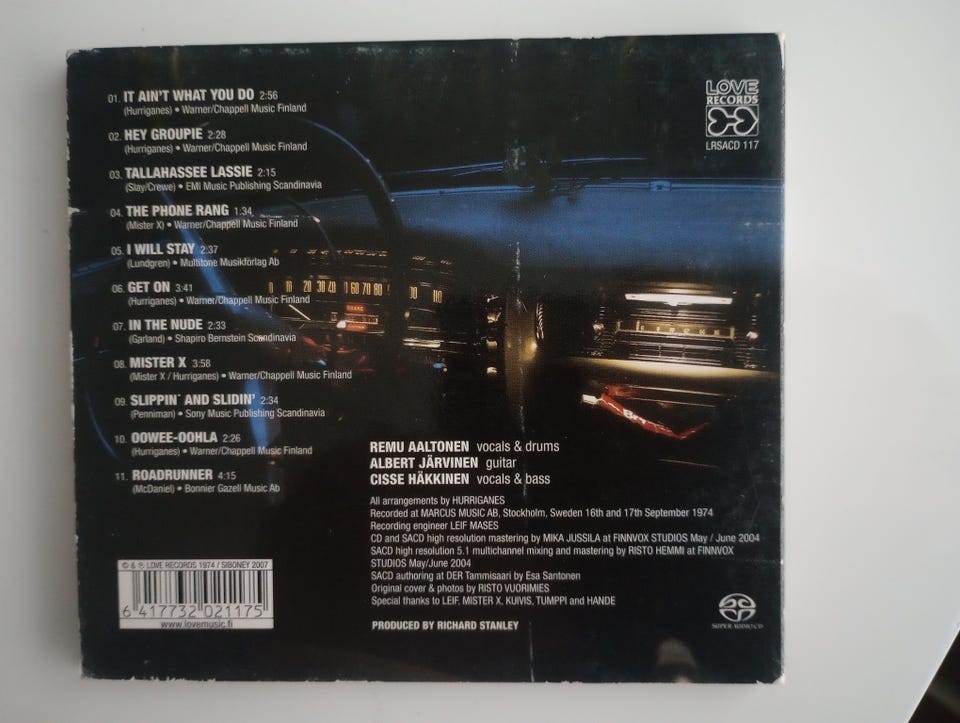 01. IT AIN'T WHAT YOU DO 2:56
(Hurriganes) • Warner/Chappell Music Finland
02. HEY GROUPIE 2:28
(Hurriganes) • Warner/Chappell Music Finland
03. TALLAHASSEE LASSIE 2:15
(Slay/Crewe) • EMI Music Publishing Scandinavia
04. THE PHONE RANG 1:34
(Mister X) • Warner/Chappell Music Finland
05. I WILL STAY 2:37
(Lundgren) • Multitone Musikförlag Ab
06. GET ON 3:41
(Hurriganes) • Warner/Chappell Music Finland
07. IN THE NUDE 2:33
(Garland) • Shapiro Bernstein Scandinavia
08. MISTER X 3:58
(Mister X / Hurriganes) • Warner/Chappell Music Finland
09. SLIPPIN´ AND SLIDIN' 2:34
(Penniman) • Sony Music Publishing Scandinavia
10. OOWEE-OOHLA 2:26
(Hurriganes) • Warner/Chappell Music Finland
11. ROADRUNNER 4:15
(McDaniel) • Bonnier Gazell Music Ab
LOVE
RECORDS
LRSACD 117
REMU AALTONEN vocals & drums
ALBERT JÄRVINEN guitar
CISSE HÄKKINEN vocals & bass
All arrangements by HURRIGANES
Recorded at MARCUS MUSIC AB, Stockholm, Sweden 16th and 17th September 1974
Recording engineer LEIF MASES
CD and SACD high resolution mastering by MIKA JUSSILA at FINNVOX STUDIOS May / June 2004
SACD high resolution 5.1 multichannel mixing and mastering by RISTO HEMMI at FINNVOX
STUDIOS May/June 2004
SACD authoring at DER Tammisaari by Esa Santonen
Original cover & photos by RISTO VUORIMIES
Special thanks to LEIF, MISTER X, KUIVIS, TUMPPI and HANDE
PRODUCED BY RICHARD STANLEY
© & ℗ LOVE RECORDS 1974 / SIBONEY 2007
6 417732 021175
www.lovemusic.fi
SUPER AUDIO CD